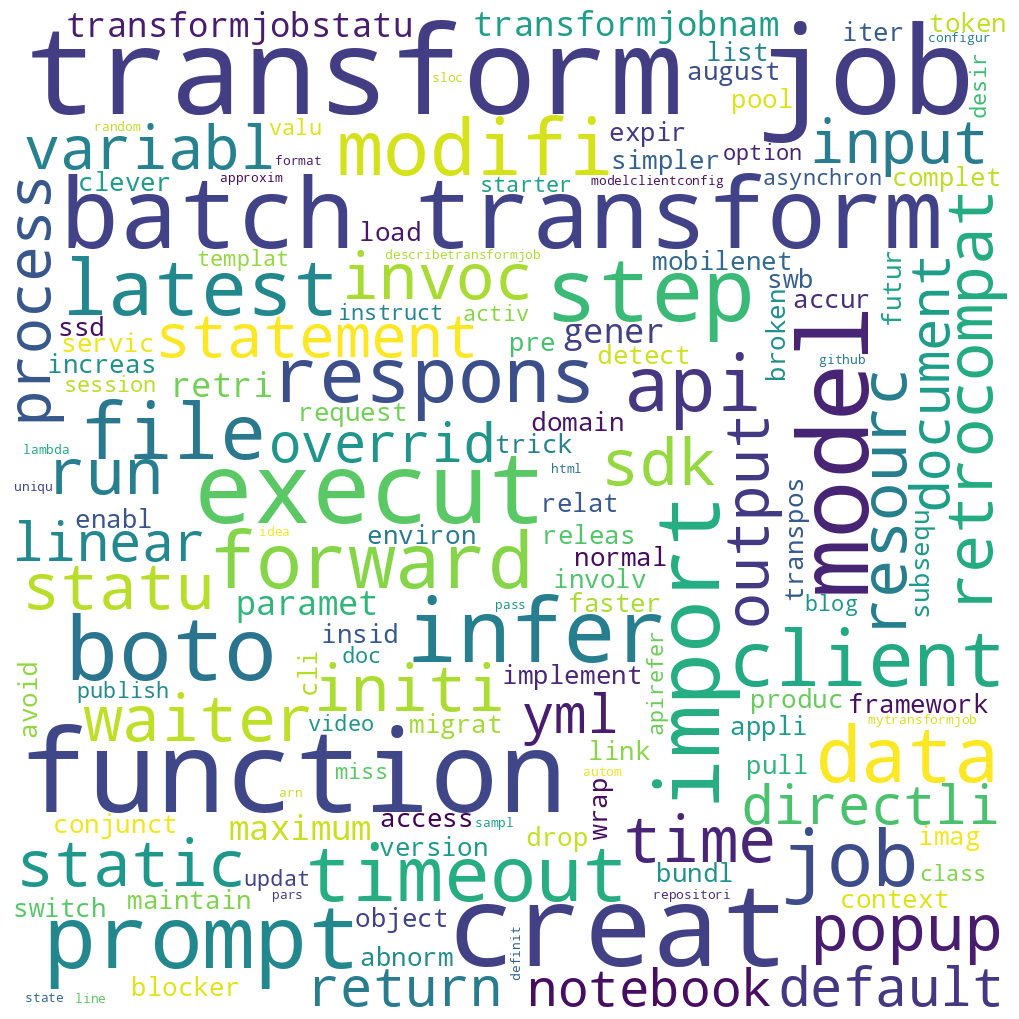 transformjobstatu transformjobnam iter token
configur
transform job
list
august
sloc
pool
desir
random
valu
variabl
modifi
expir
input
format
simpler
option
clever
approxim
starter
modelclientconfig
asynchron
complet
process
batch transform
load
templat
describetransformjob
mobilenet
retrocompat
latest
invoc
step
swb
futur
document
instruct
activ
accur
broken
ssd
servic
statement
pre
gener
detect
model
github
increas
session
retri
respons
api
resourc
request
file
overrid
trick
domain
output
lambda
html
sdk
uniqu
run
execut
relat
transpos
enabl
idea
environ
releas
import
subsequ
linear
forward
normal
involv
statu
paramet
pass
faster
blog
boto
insid
infer
client
doc
cli
implement
apirefer
avoid
publish
initi
yml
produc
framework
waiter
video
migrat
appli
mytransformjob
link
function
miss
autom
pull
data
arn
wrap
directli
conjunct
maximum
access
sampl
drop
time
imag
static
version
timeout
job
updat
bundl
class
pars
repositori
context
switch
maintain
object
creat
popup
prompt
abnorm
definit
blocker
return
notebook
default
state
line